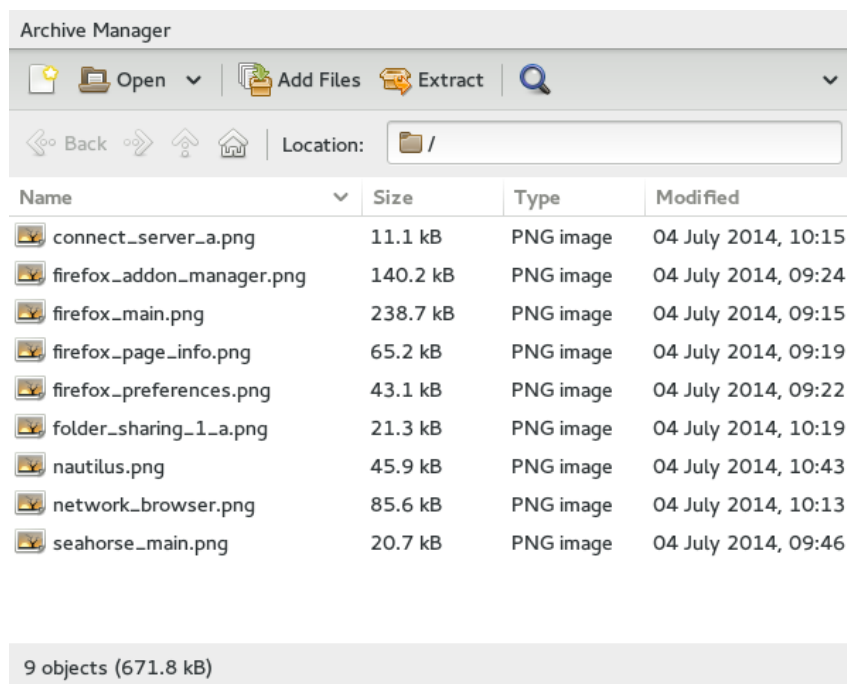 Archive Manager
Open Add Files Extract
Back Location: /
Name Size Type Modified
connect_server_a.png 11.1 kB PNG image 04 July 2014, 10:15
firefox_addon_manager.png 140.2 kB PNG image 04 July 2014, 09:24
firefox_main.png 238.7 kB PNG image 04 July 2014, 09:15
firefox_page_info.png 65.2 kB PNG image 04 July 2014, 09:19
firefox_preferences.png 43.1 kB PNG image 04 July 2014, 09:22
folder_sharing_1_a.png 21.3 kB PNG image 04 July 2014, 10:19
nautilus.png 45.9 kB PNG image 04 July 2014, 10:43
network_browser.png 85.6 kB PNG image 04 July 2014, 10:13
seahorse_main.png 20.7 kB PNG image 04 July 2014, 09:46
9 objects (671.8 kB)